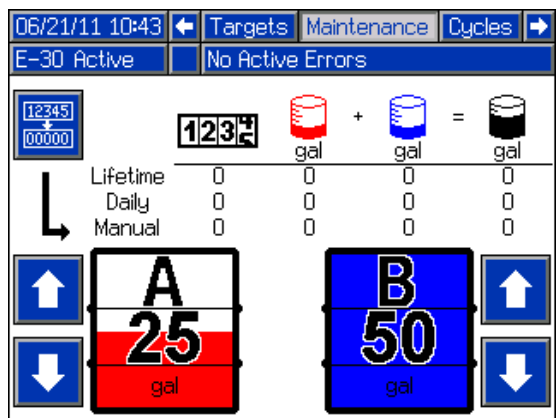 06/21/11 10:43 Targets Maintenance Cycles
E-30 Active No Active Errors
12345
00000
1234
+ =
gal gal gal
Lifetime 0 0 0 0
Daily 0 0 0 0
Manual 0 0 0 0
A B
25 50
gal gal